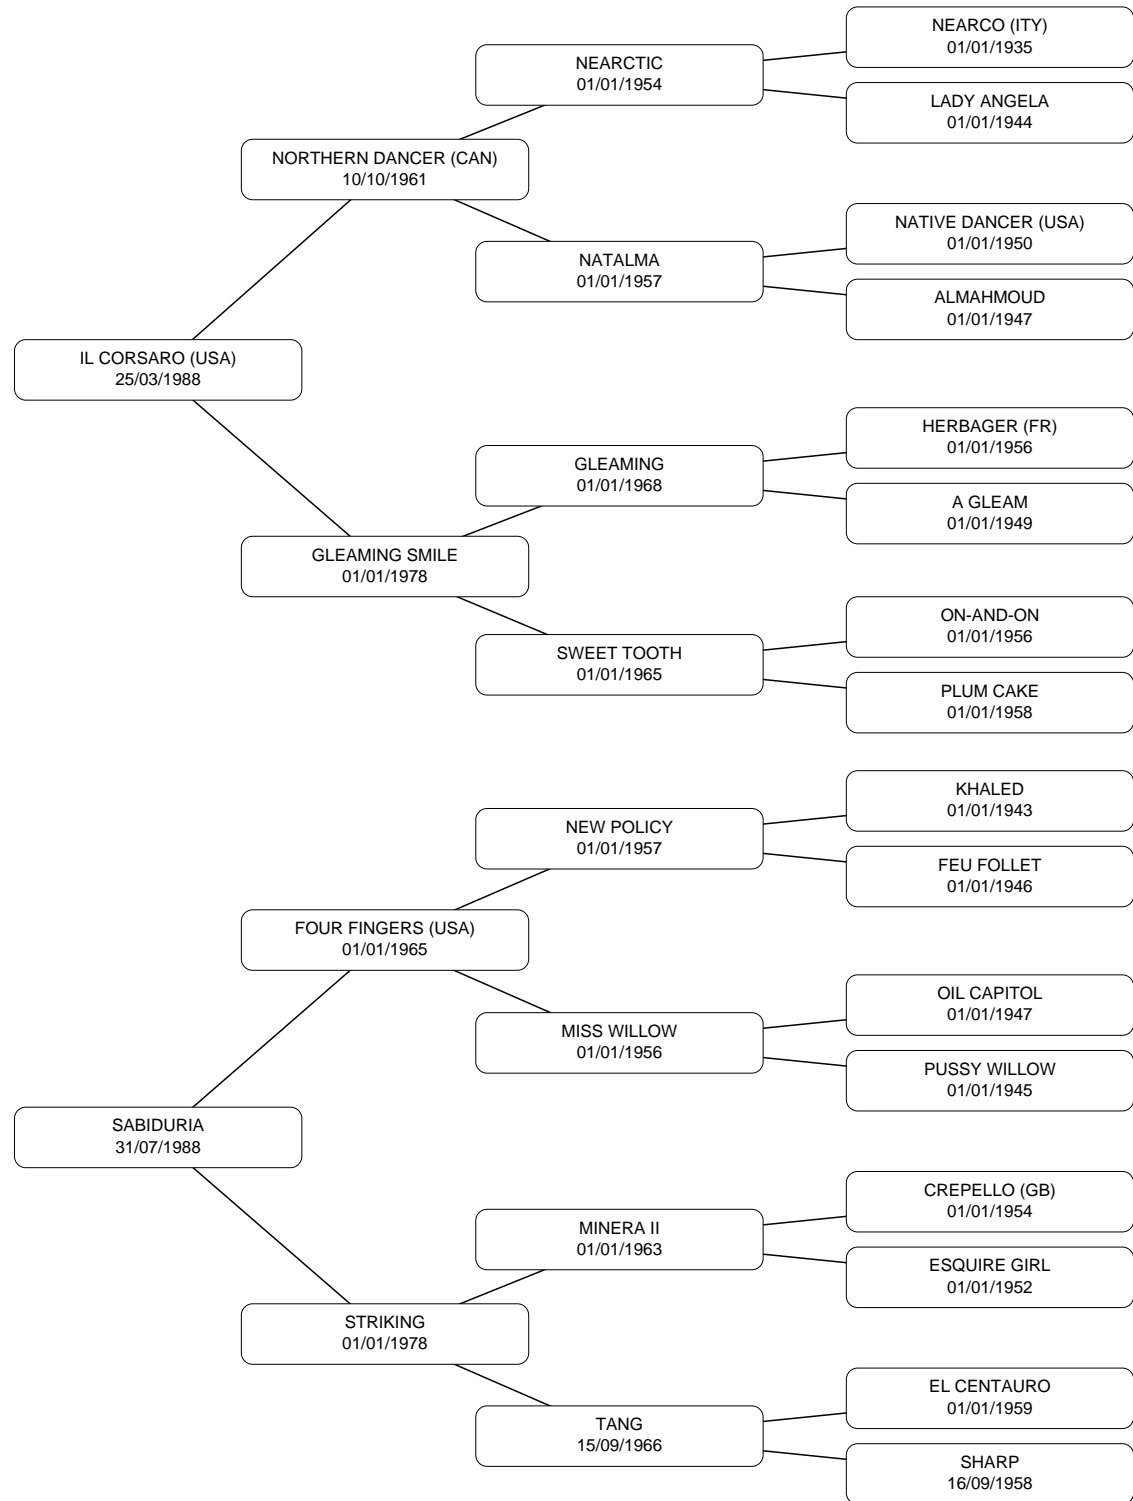 NEARCO (ITY)
01/01/1935
NEARCTIC
01/01/1954
LADY ANGELA
01/01/1944
NORTHERN DANCER (CAN)
10/10/1961
NATIVE DANCER (USA)
01/01/1950
NATALMA
01/01/1957
ALMAHMOUD
01/01/1947
IL CORSARO (USA)
25/03/1988
HERBAGER (FR)
01/01/1956
GLEAMING
01/01/1968
A GLEAM
01/01/1949
GLEAMING SMILE
01/01/1978
ON-AND-ON
01/01/1956
SWEET TOOTH
01/01/1965
PLUM CAKE
01/01/1958
KHALED
01/01/1943
NEW POLICY
01/01/1957
FEU FOLLET
01/01/1946
FOUR FINGERS (USA)
01/01/1965
OIL CAPITOL
01/01/1947
MISS WILLOW
01/01/1956
PUSSY WILLOW
01/01/1945
SABIDURIA
31/07/1988
CREPELLO (GB)
01/01/1954
MINERA II
01/01/1963
ESQUIRE GIRL
01/01/1952
STRIKING
01/01/1978
EL CENTAURO
01/01/1959
TANG
15/09/1966
SHARP
16/09/1958